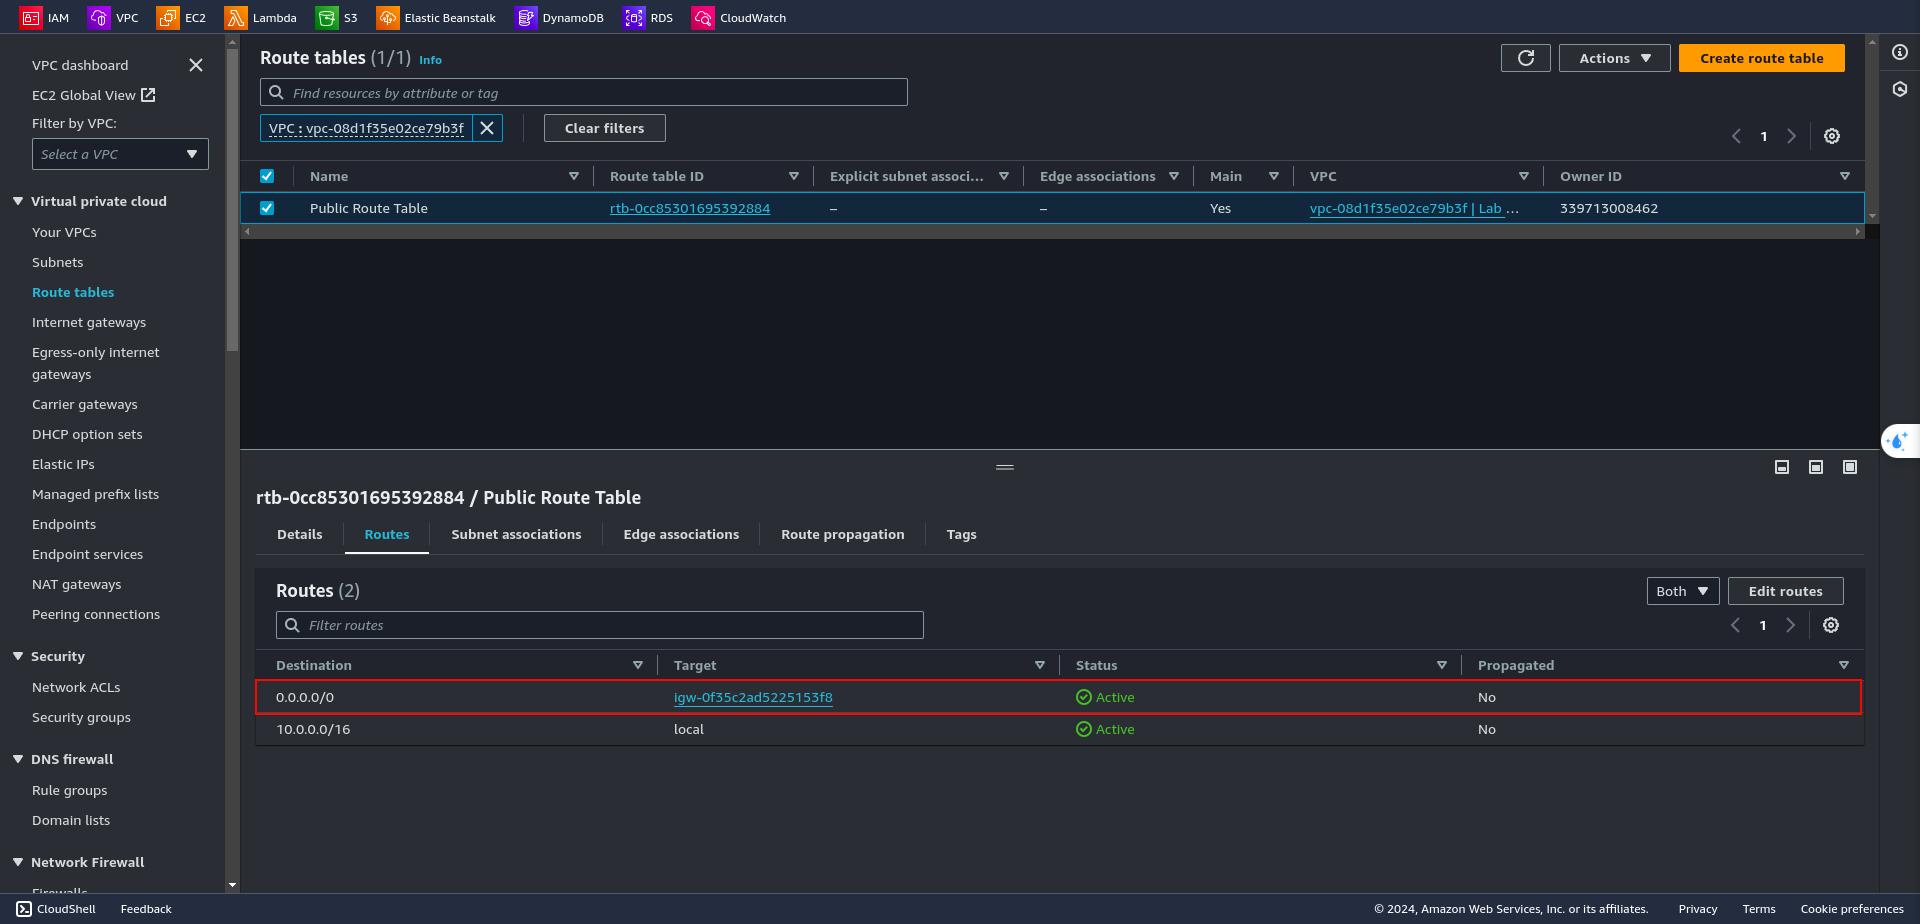 IAM VPC EC2 Lambda S3 Elastic Beanstalk DynamoDB RDS CloudWatch
VPC dashboard
EC2 Global View
Filter by VPC:
Select a VPC
Virtual private cloud
Your VPCs
Subnets
Route tables
Internet gateways
Egress-only internet
gateways
Carrier gateways
DHCP option sets
Elastic IPs
Managed prefix lists
Endpoints
Endpoint services
NAT gateways
Peering connections
Security
Network ACLs
Security groups
DNS firewall
Rule groups
Domain lists
Network Firewall
Firewalls
Route tables (1/1) Info
Actions
Create route table
Find resources by attribute or tag
VPC : vpc-08d1f35e02ce79b3f
Clear filters
1
Name Route table ID Explicit subnet associ... Edge associations Main VPC Owner ID
Public Route Table rtb-0cc85301695392884 – – Yes vpc-08d1f35e02ce79b3f | Lab ... 339713008462
rtb-0cc85301695392884 / Public Route Table
Details Routes Subnet associations Edge associations Route propagation Tags
Routes (2)
Both
Edit routes
Filter routes
1
Destination Target Status Propagated
0.0.0.0/0 igw-0f35c2ad5225153f8 Active No
10.0.0.0/16 local Active No
CloudShell Feedback © 2024, Amazon Web Services, Inc. or its affiliates. Privacy Terms Cookie preferences